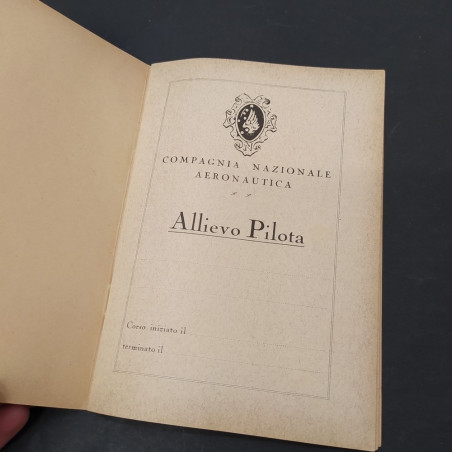 COMPAGNIA NAZIONALE
AERONAUTICA
Allievo Pilota
Corso iniziato il
terminato il